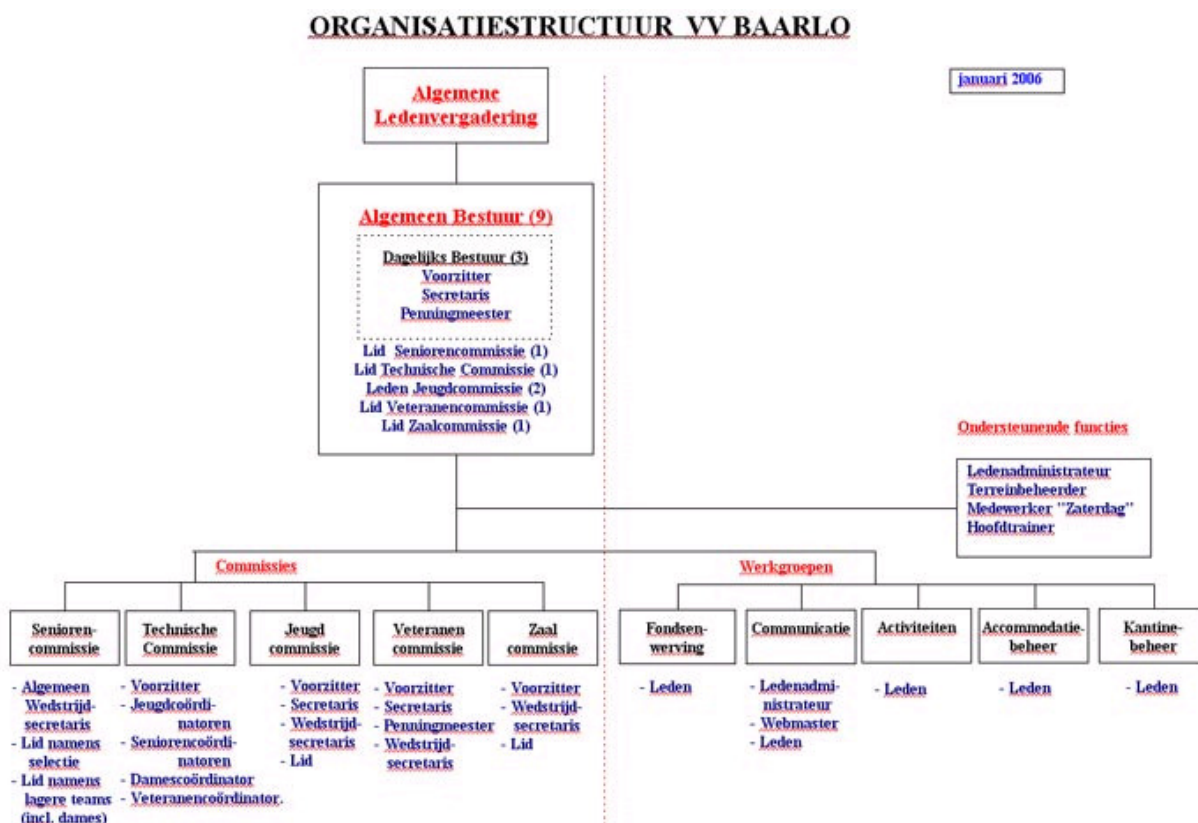 ORGANISATIESTRUCTUUR VV BAARLO
januari 2006
Algemene
Ledenvergadering
Algemeen Bestuur (9)
Dagelijks Bestuur (3)
Voorzitter
Secretaris
Penningmeester
Lid Seniorencommissie (1)
Lid Technische Commissie (1)
Leden Jeugdcommissie (2)
Lid Veteranencommissie (1)
Lid Zaalcommissie (1)
Ondersteunende functies
Ledenadministrateur
Terreinbeheerder
Medewerker "Zaterdag"
Hoofdtrainer
Commissies
Senioren-
commissie
- Algemeen
Wedstrijd-
secretaris
- Lid namens
selectie
- Lid namens
lagere teams
(incl. dames)
Technische
Commissie
- Voorzitter
- Jeugdcoördi-
natoren
- Seniorencoördi-
natoren
- Damescoördinator
- Veteranencoördinator.
Jeugd
commissie
- Voorzitter
- Secretaris
- Wedstrijd-
secretaris
- Lid
Veteranen
commissie
- Voorzitter
- Secretaris
- Penningmeester
- Wedstrijd-
secretaris
Zaal
commissie
- Voorzitter
- Wedstrijd-
secretaris
- Lid
Werkgroepen
Fondsen-
werving
- Leden
Communicatie
- Ledenadmi-
nistrateur
- Webmaster
- Leden
Activiteiten
- Leden
Accommodatie-
beheer
- Leden
Kantine-
beheer
- Leden